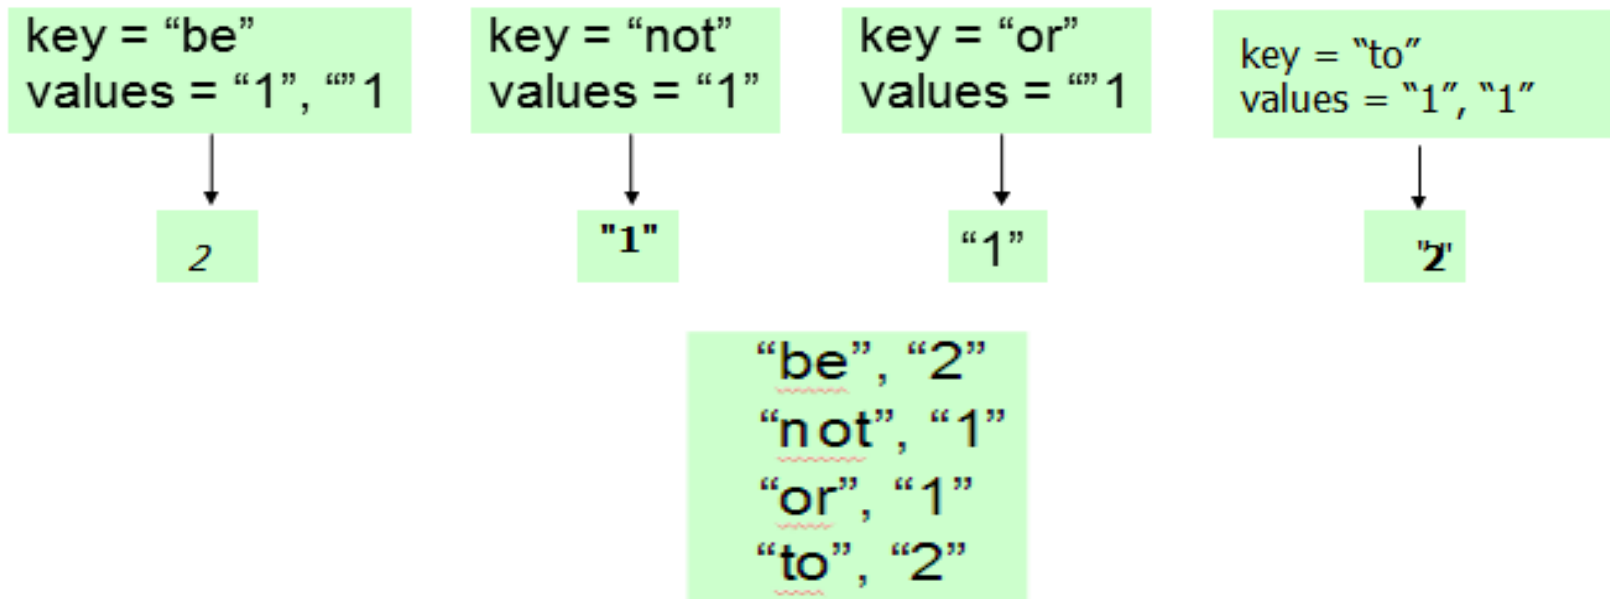 key = “be”
values = “1”, “”1
key = “not”
values = “1”
key = “or”
values = “”1
key = “to”
values = “1”, “1”
2
"1"
“1”
"2"
“be”, “2”
“not”, “1”
“or”, “1”
“to”, “2”